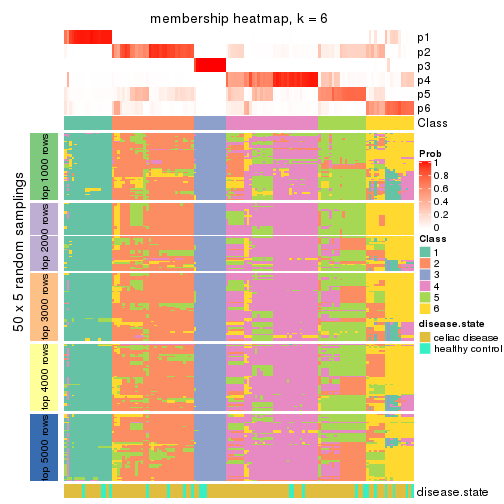 membership heatmap, k = 6
p1
p2
p3
p4
p5
p6
Class
50 x 5 random samplings
top 1000 rows
top 2000 rows
top 3000 rows
top 4000 rows
top 5000 rows
Prob
1
0.8
0.6
0.4
0.2
0
Class
1
2
3
4
5
6
disease.state
celiac disease
healthy control
disease.state